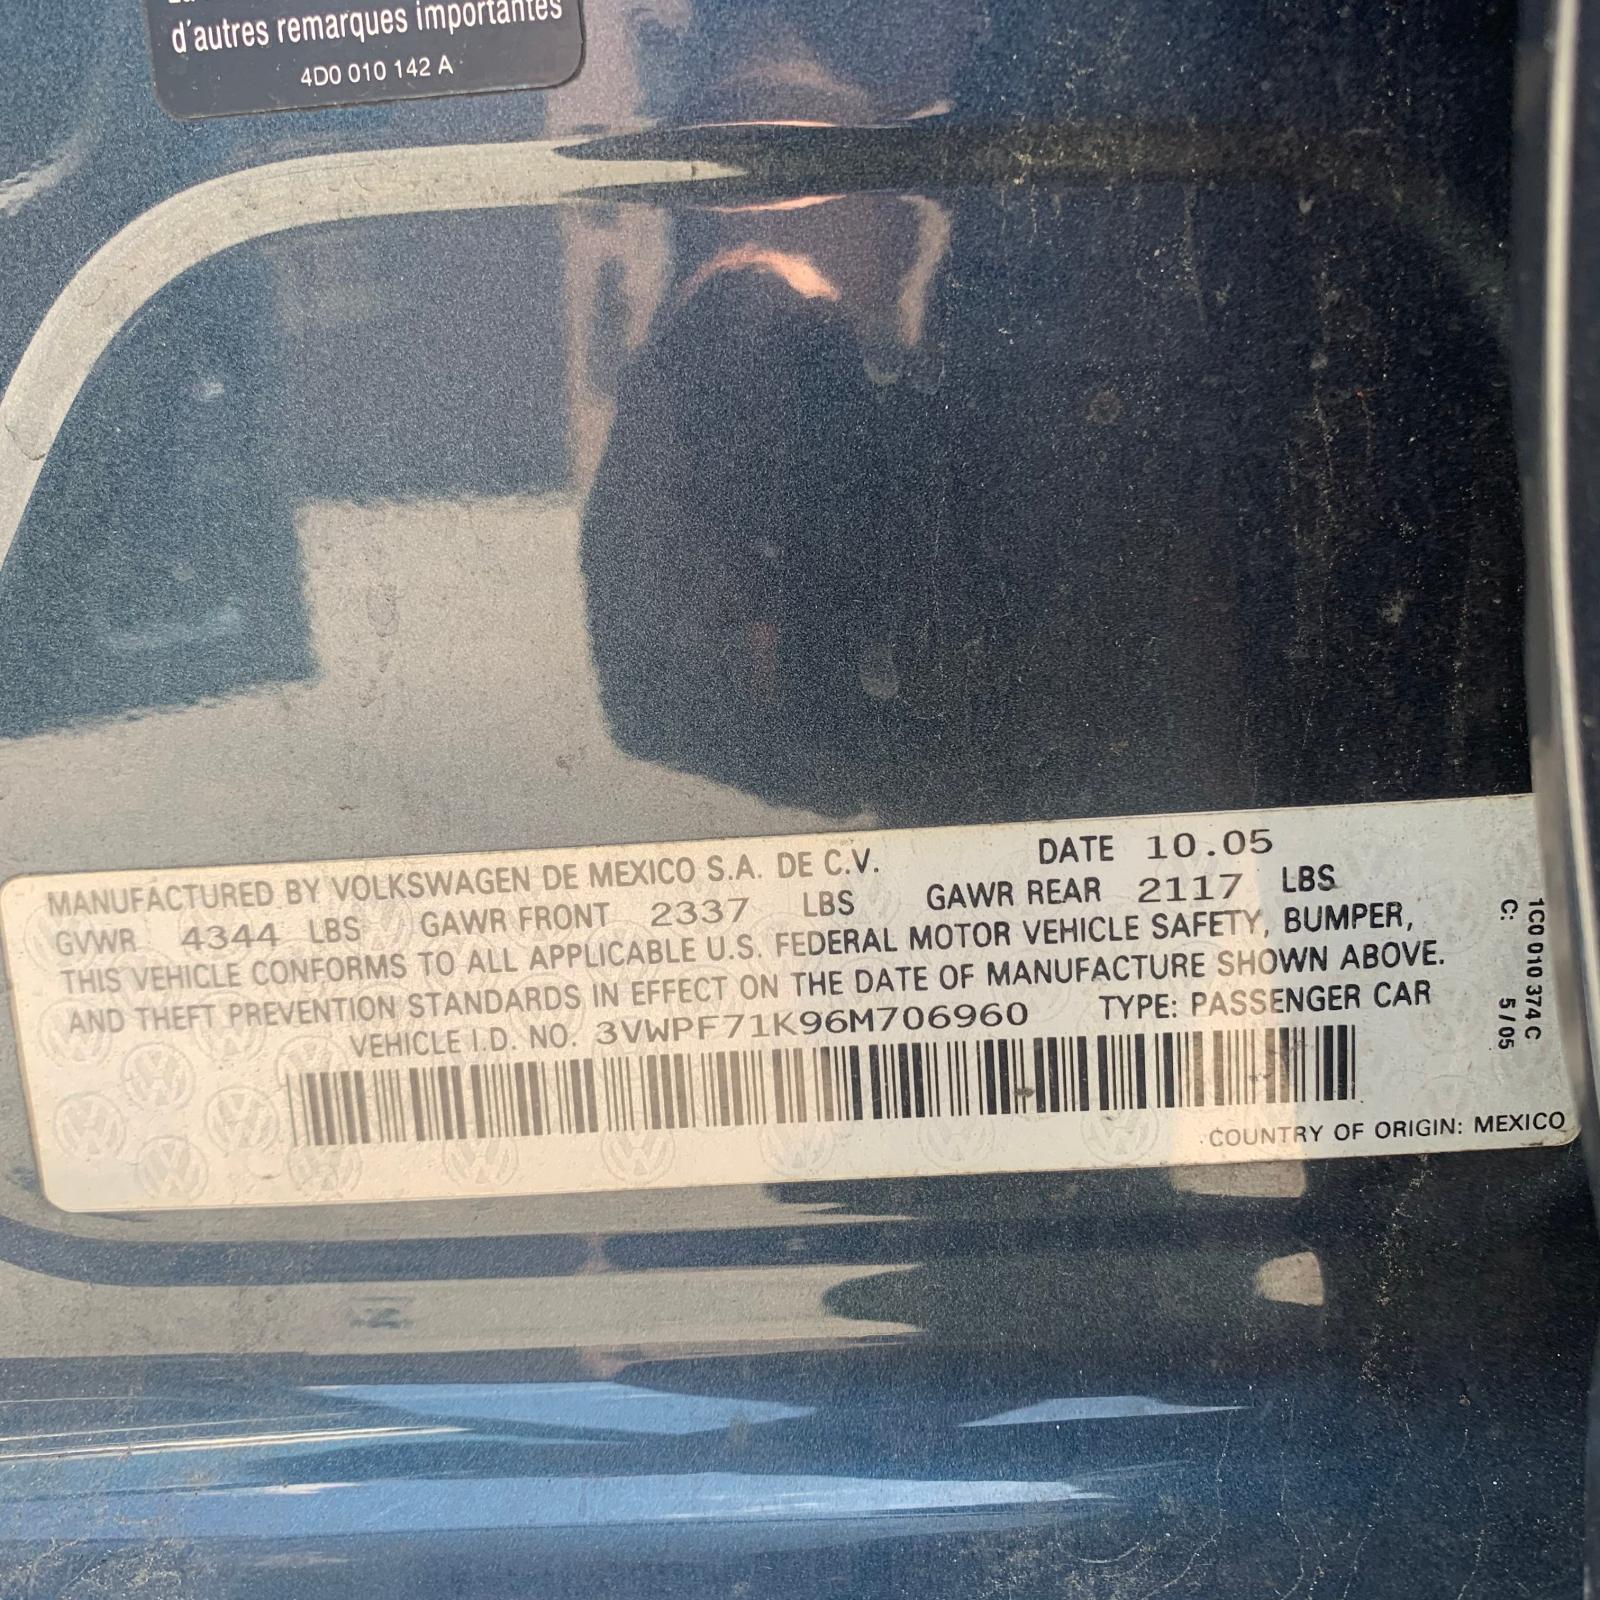 d'autres remarques importantes
4D0 010 142 A
MANUFACTURED BY VOLKSWAGEN DE MEXICO S.A. DE C.V. DATE 10.05
GVWR 4344 LBS GAWR FRONT 2337 LBS GAWR REAR 2117 LBS
THIS VEHICLE CONFORMS TO ALL APPLICABLE U.S. FEDERAL MOTOR VEHICLE SAFETY, BUMPER,
AND THEFT PREVENTION STANDARDS IN EFFECT ON THE DATE OF MANUFACTURE SHOWN ABOVE.
VEHICLE I.D. NO. 3VWPF71K96M706960 TYPE: PASSENGER CAR
COUNTRY OF ORIGIN: MEXICO
1C0 010 374 C
C: 5/05